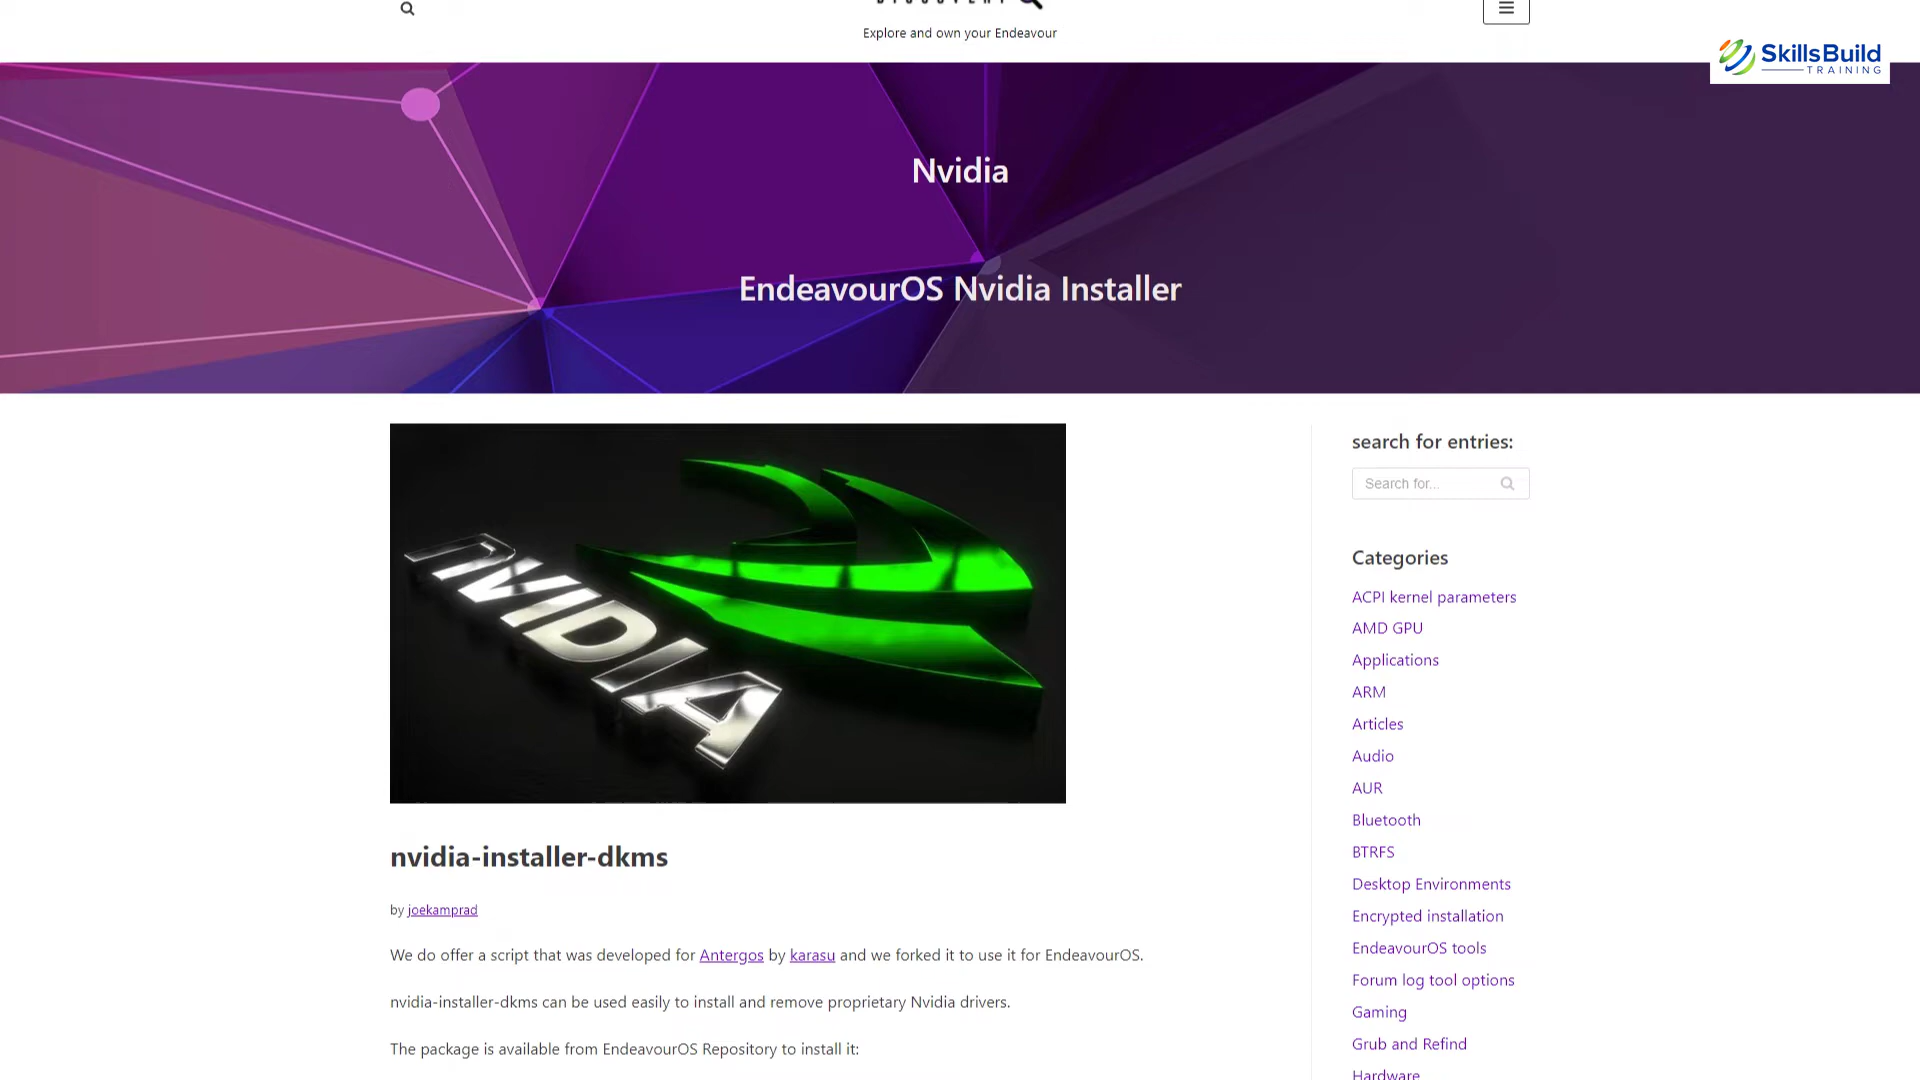 Explore and own your Endeavour
SkillsBuild
TRAINING
Nvidia
EndeavourOS Nvidia Installer
nVIDIA
search for entries:
Search for...
Categories
ACPI kernel parameters
AMD GPU
Applications
ARM
Articles
Audio
AUR
Bluetooth
BTRFS
Desktop Environments
Encrypted installation
EndeavourOS tools
Forum log tool options
Gaming
Grub and Refind
Hardware
nvidia-installer-dkms
by joekamprad
We do offer a script that was developed for Antergos by karasu and we forked it to use it for EndeavourOS.
nvidia-installer-dkms can be used easily to install and remove proprietary Nvidia drivers.
The package is available from EndeavourOS Repository to install it: